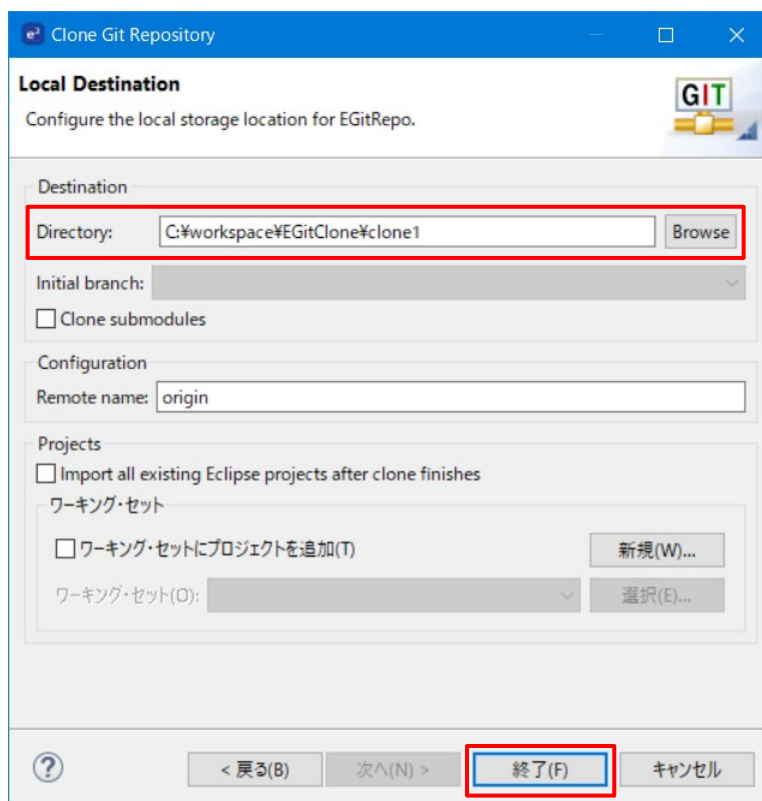 e² Clone Git Repository
Local Destination
Configure the local storage location for EGitRepo.
GIT
Destination
Directory: C:¥workspace¥EGitClone¥clone1 Browse
Initial branch:
Clone submodules
Configuration
Remote name: origin
Projects
Import all existing Eclipse projects after clone finishes
ワーキング・セット
ワーキング・セットにプロジェクトを追加(T) 新規(W)...
ワーキング・セット(O): 選択(E)...
? < 戻る(B) 次へ(N) > 終了(F) キャンセル